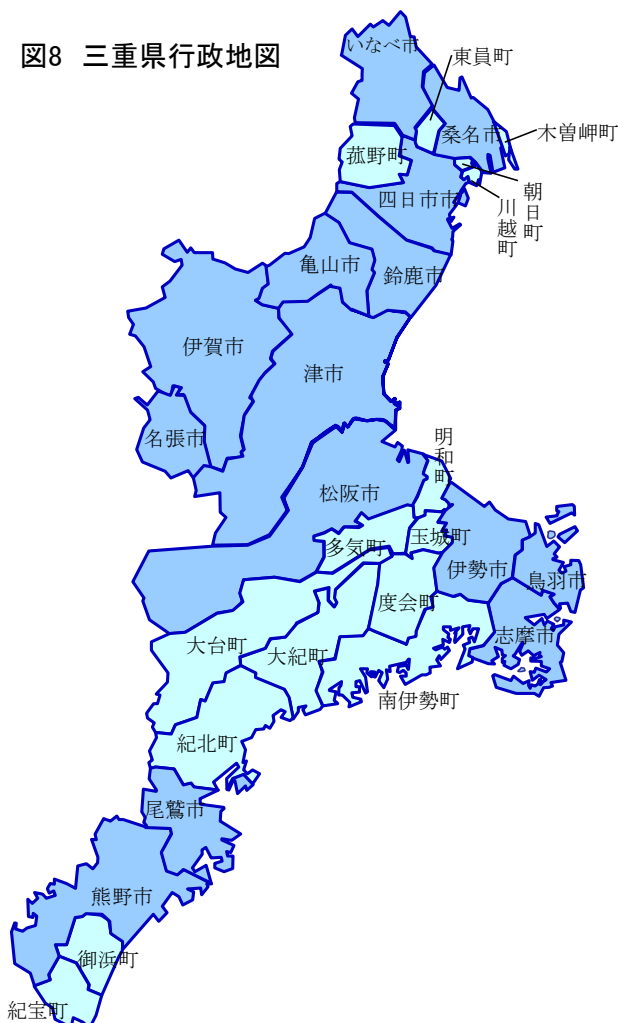 図8 三重県行政地図
いなべ市
東員町
桑名市
木曽岬町
菰野町
朝日町
川越町
四日市市
亀山市
鈴鹿市
伊賀市
津市
名張市
明和町
松阪市
多気町
玉城町
伊勢市
鳥羽市
度会町
志摩市
大台町
大紀町
南伊勢町
紀北町
尾鷲市
熊野市
御浜町
紀宝町